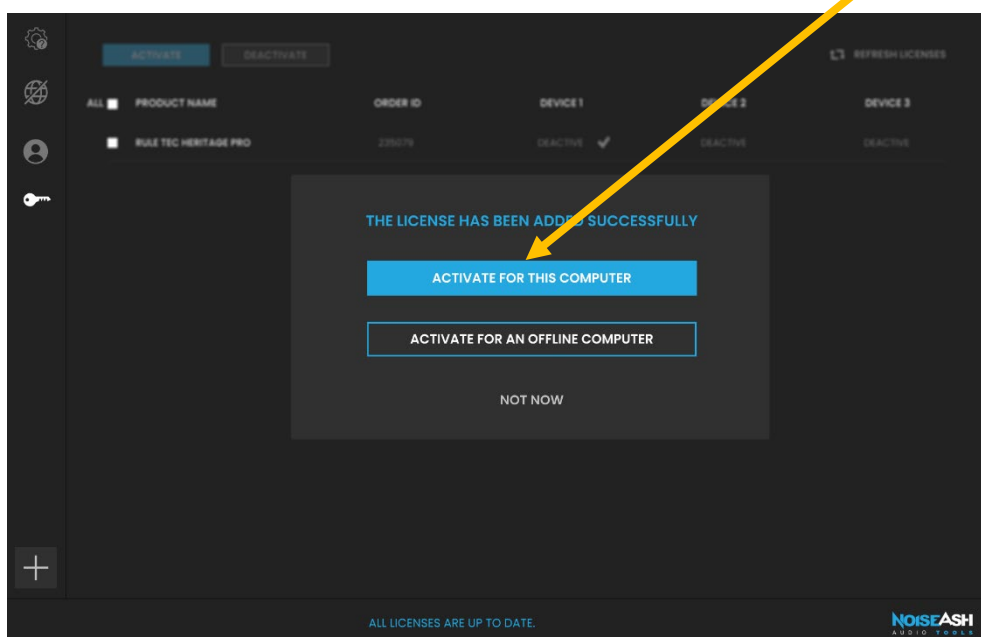 ACTIVATE DEACTIVATE REFRESH LICENSES
ALL PRODUCT NAME ORDER ID DEVICE 1 DEVICE 2 DEVICE 3
RULE TEC HERITAGE PRO 235079 DEACTIVE DEACTIVE DEACTIVE
THE LICENSE HAS BEEN ADDED SUCCESSFULLY
ACTIVATE FOR THIS COMPUTER
ACTIVATE FOR AN OFFLINE COMPUTER
NOT NOW
ALL LICENSES ARE UP TO DATE.
NOISEASH
AUDIO TOOLS